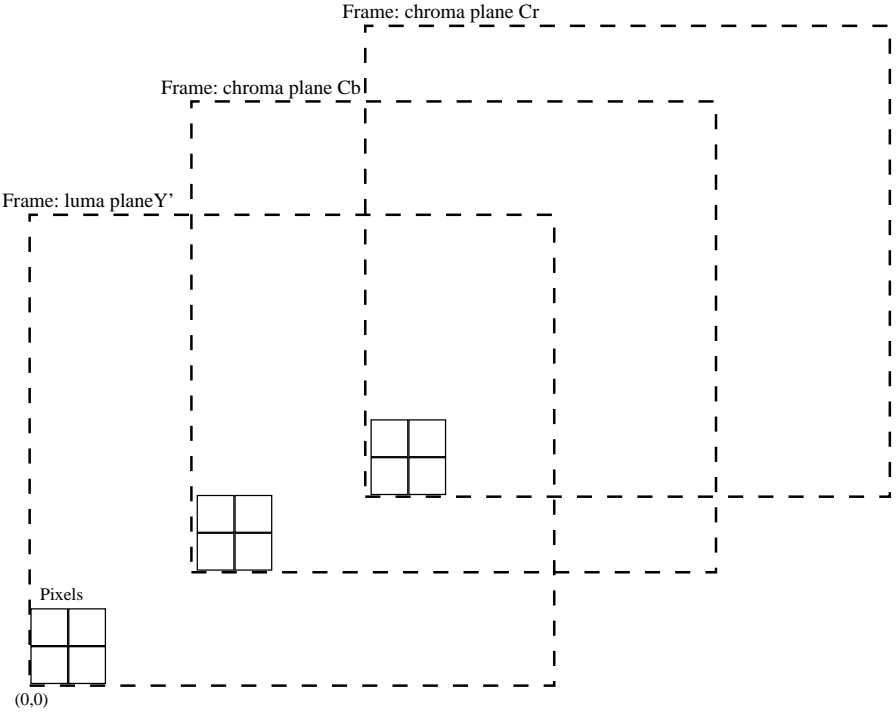 Frame: chroma plane Cr
Frame: chroma plane Cb
Frame: luma planeY’
Pixels
(0,0)